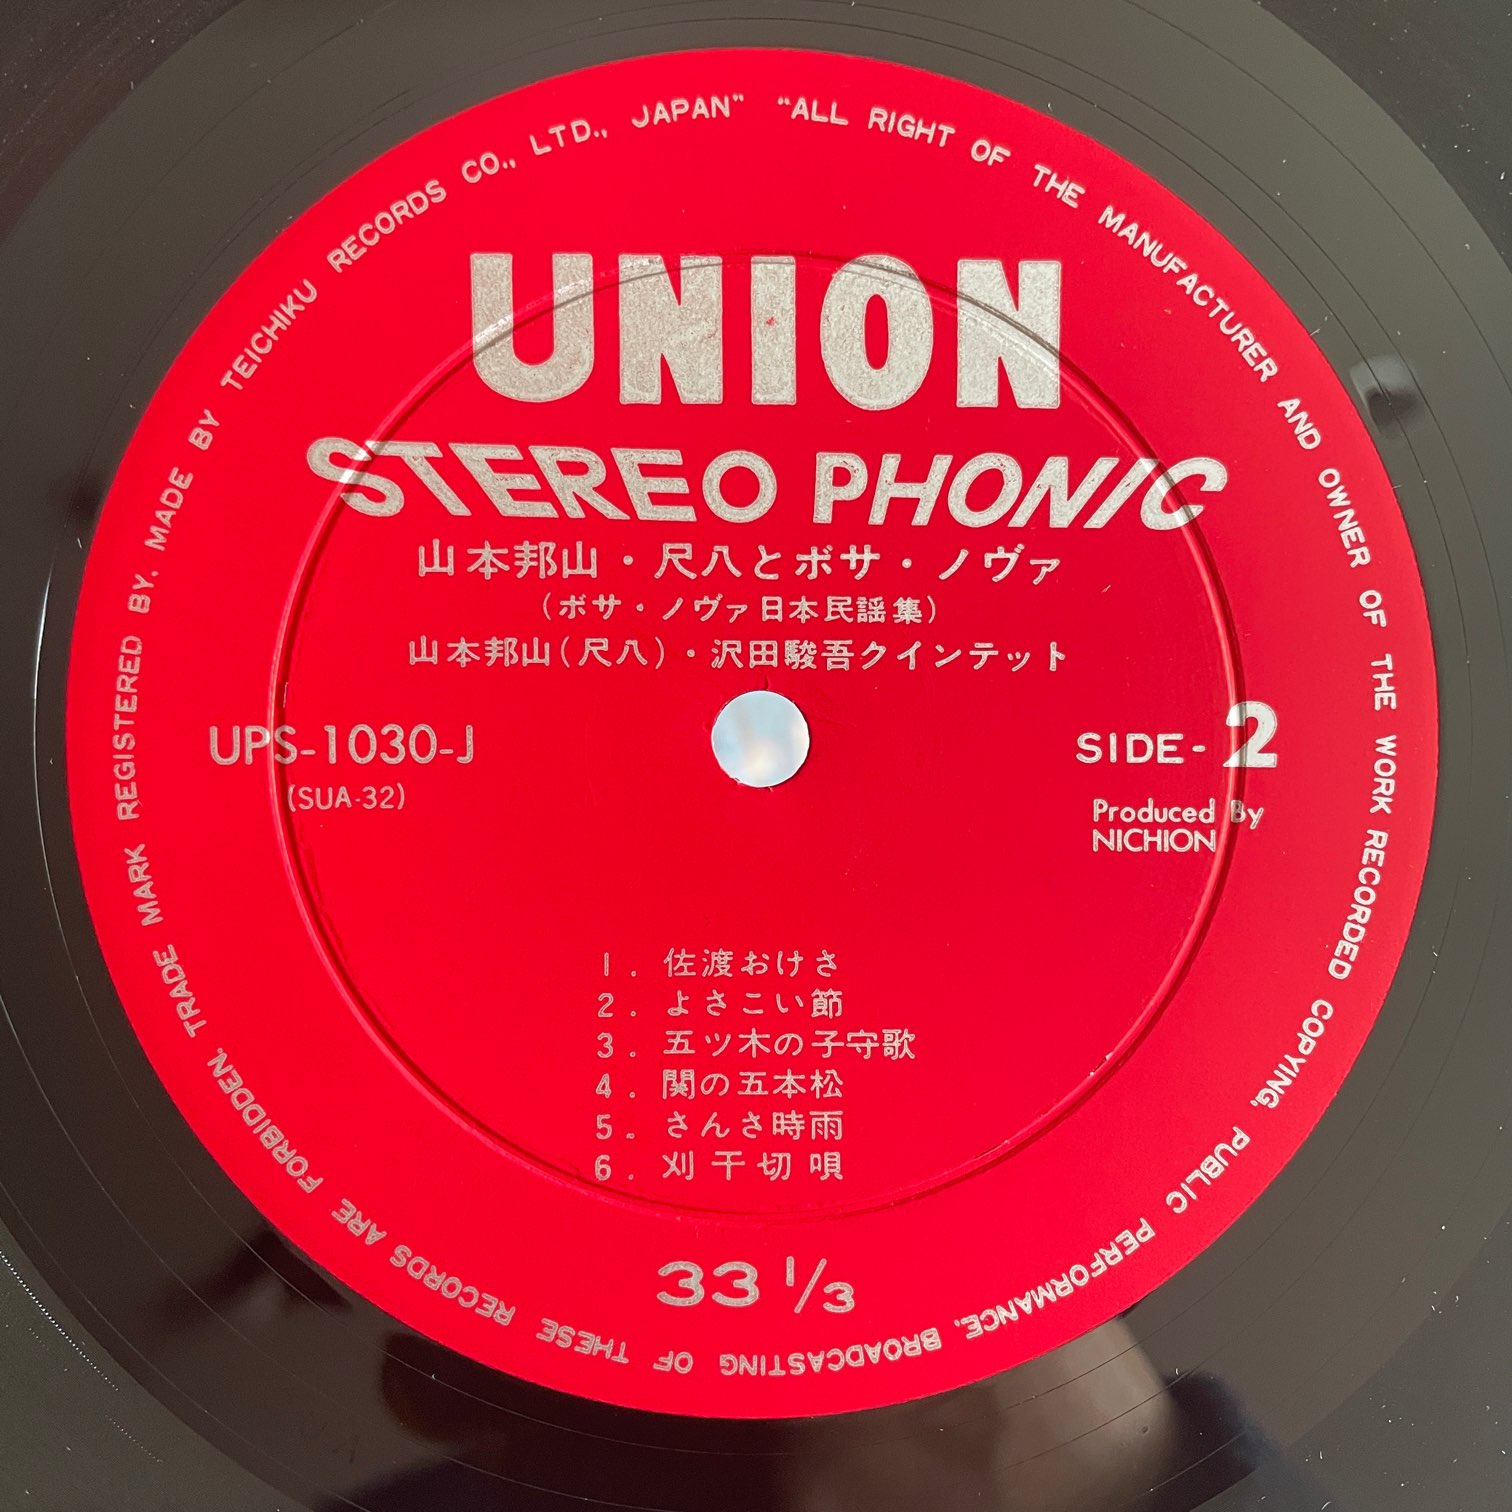 UNION
STEREO PHONIC
山本邦山・尺八とボサ・ノヴァ
(ボサ・ノヴァ日本民謡集)
山本邦山(尺八)・沢田駿吾クインテット
UPS-1030-J
(SUA-32)
SIDE-2
Produced By
NICHION
1. 佐渡おけさ
2. よさこい節
3. 五ツ木の子守歌
4. 関の五本松
5. さんさ時雨
6. 刈干切唄
33 1/3
"ALL RIGHT OF THE MANUFACTURER AND OWNER OF THE WORK RECORDED COPYING, PUBLIC PERFORMANCE, BROADCASTING OF THESE RECORDS ARE FORBIDDEN, TRADE MARK REGISTERED BY, MADE BY TEICHIKU RECORDS CO., LTD., JAPAN"